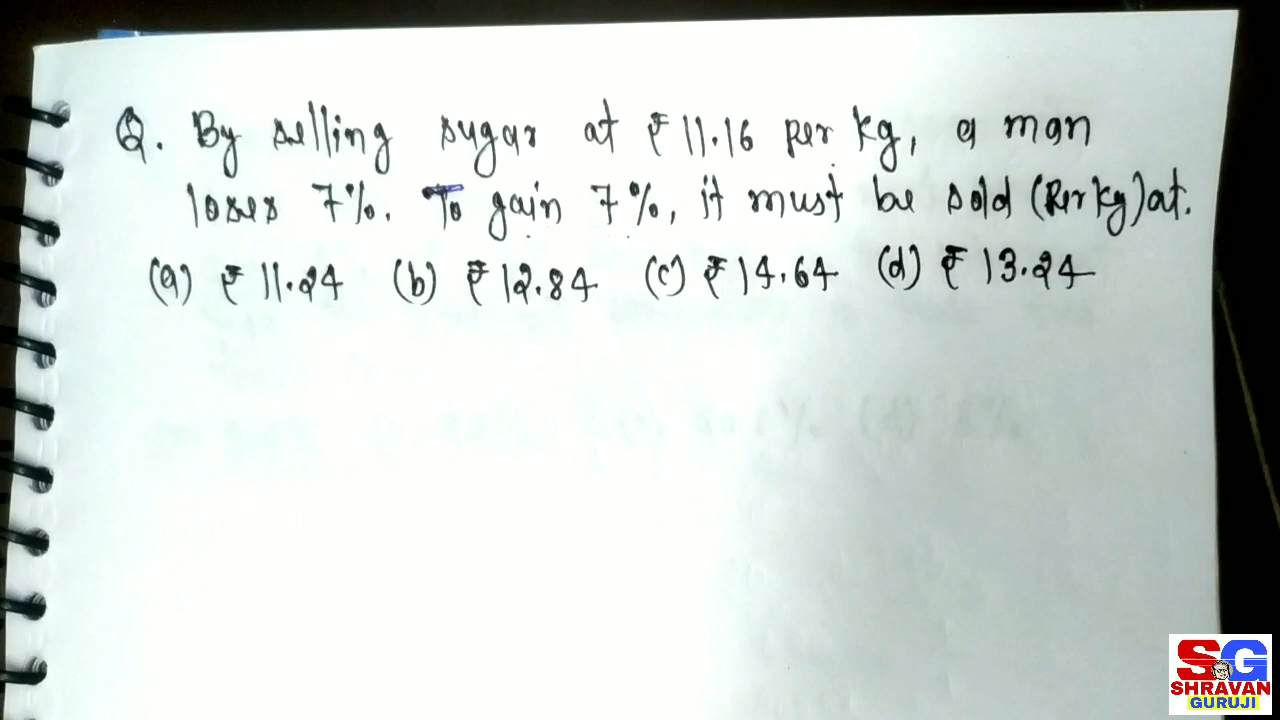 Q. By selling sugar at ₹ 11.16 per kg, a man
loses 7%. To gain 7%, it must be sold (Per kg) at.
(a) ₹ 11.24 (b) ₹ 12.84 (c) ₹ 14.64 (d) ₹ 13.24
SG
SHRAVAN
GURUJI